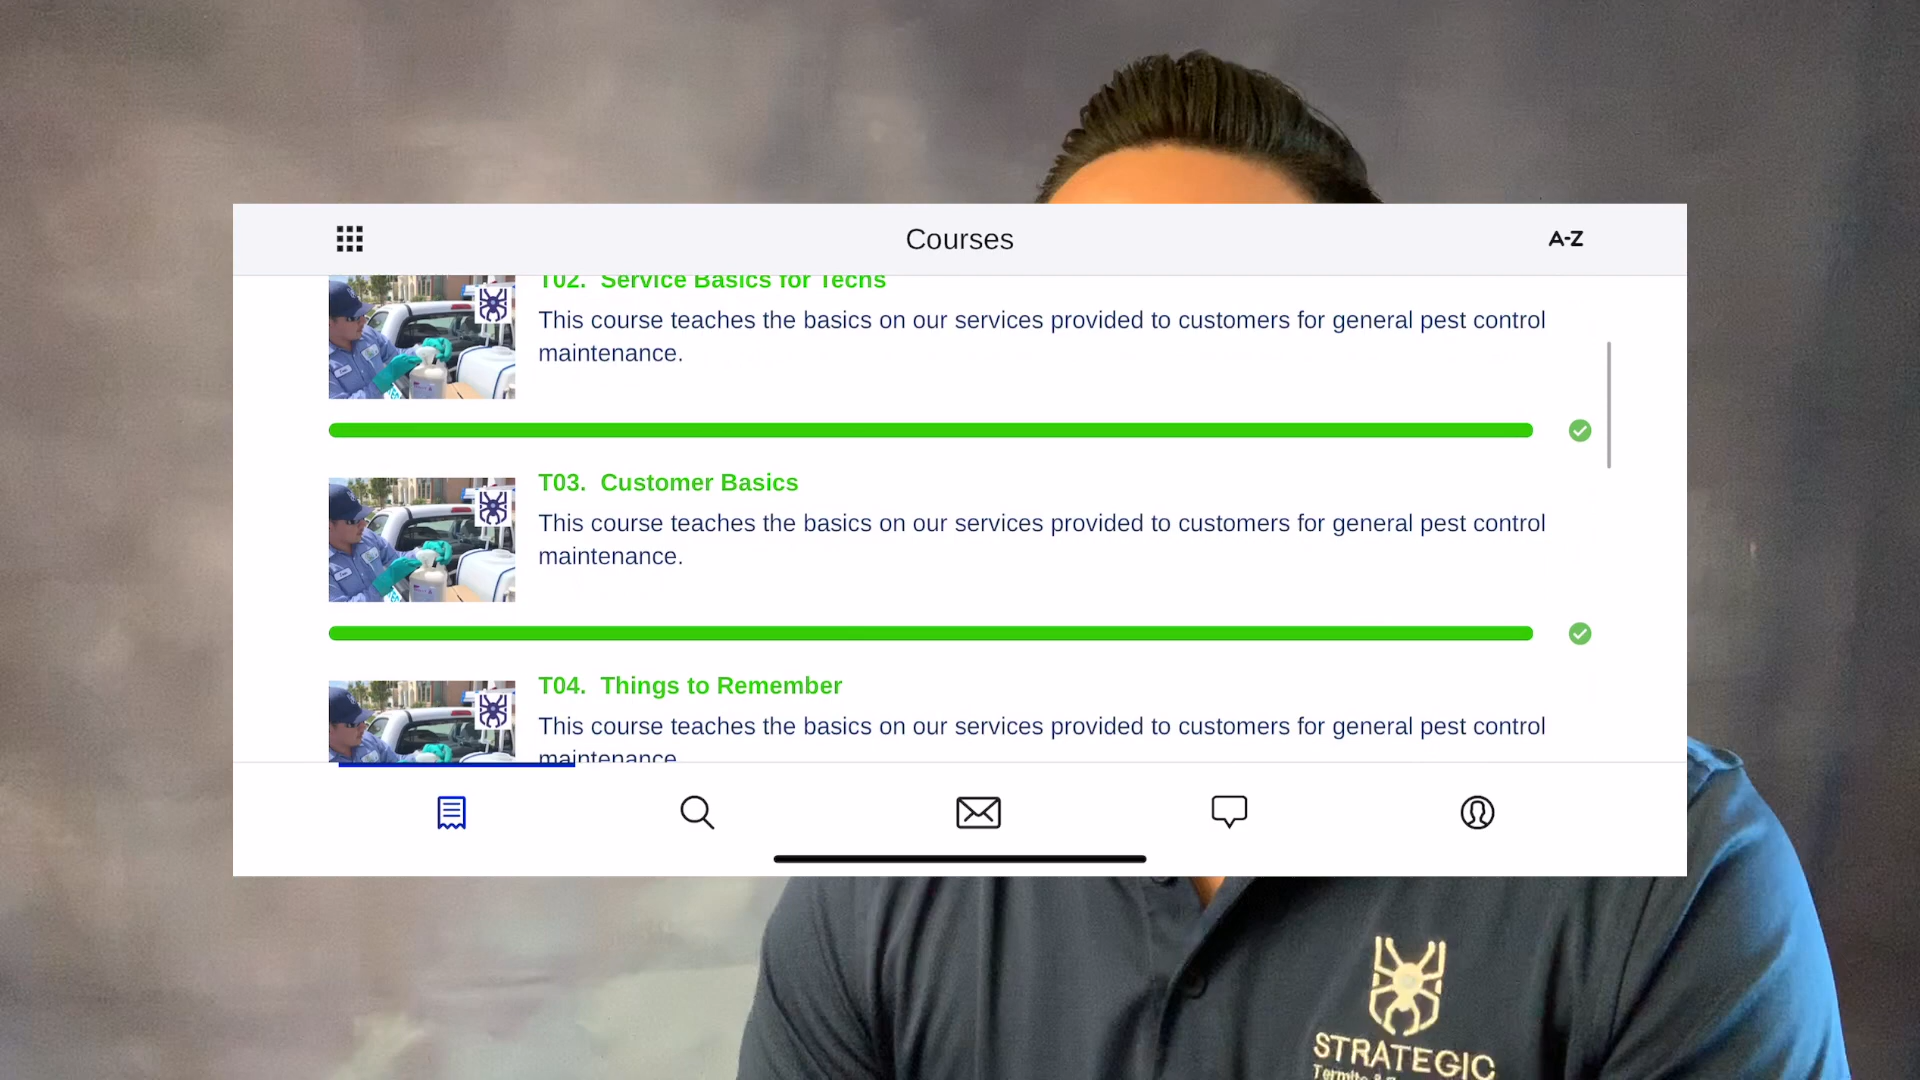 Courses
A-Z
T02. Service Basics for Techs
This course teaches the basics on our services provided to customers for general pest control
maintenance.
T03. Customer Basics
This course teaches the basics on our services provided to customers for general pest control
maintenance.
T04. Things to Remember
This course teaches the basics on our services provided to customers for general pest control
maintenance
STRATEGIC
Termite &